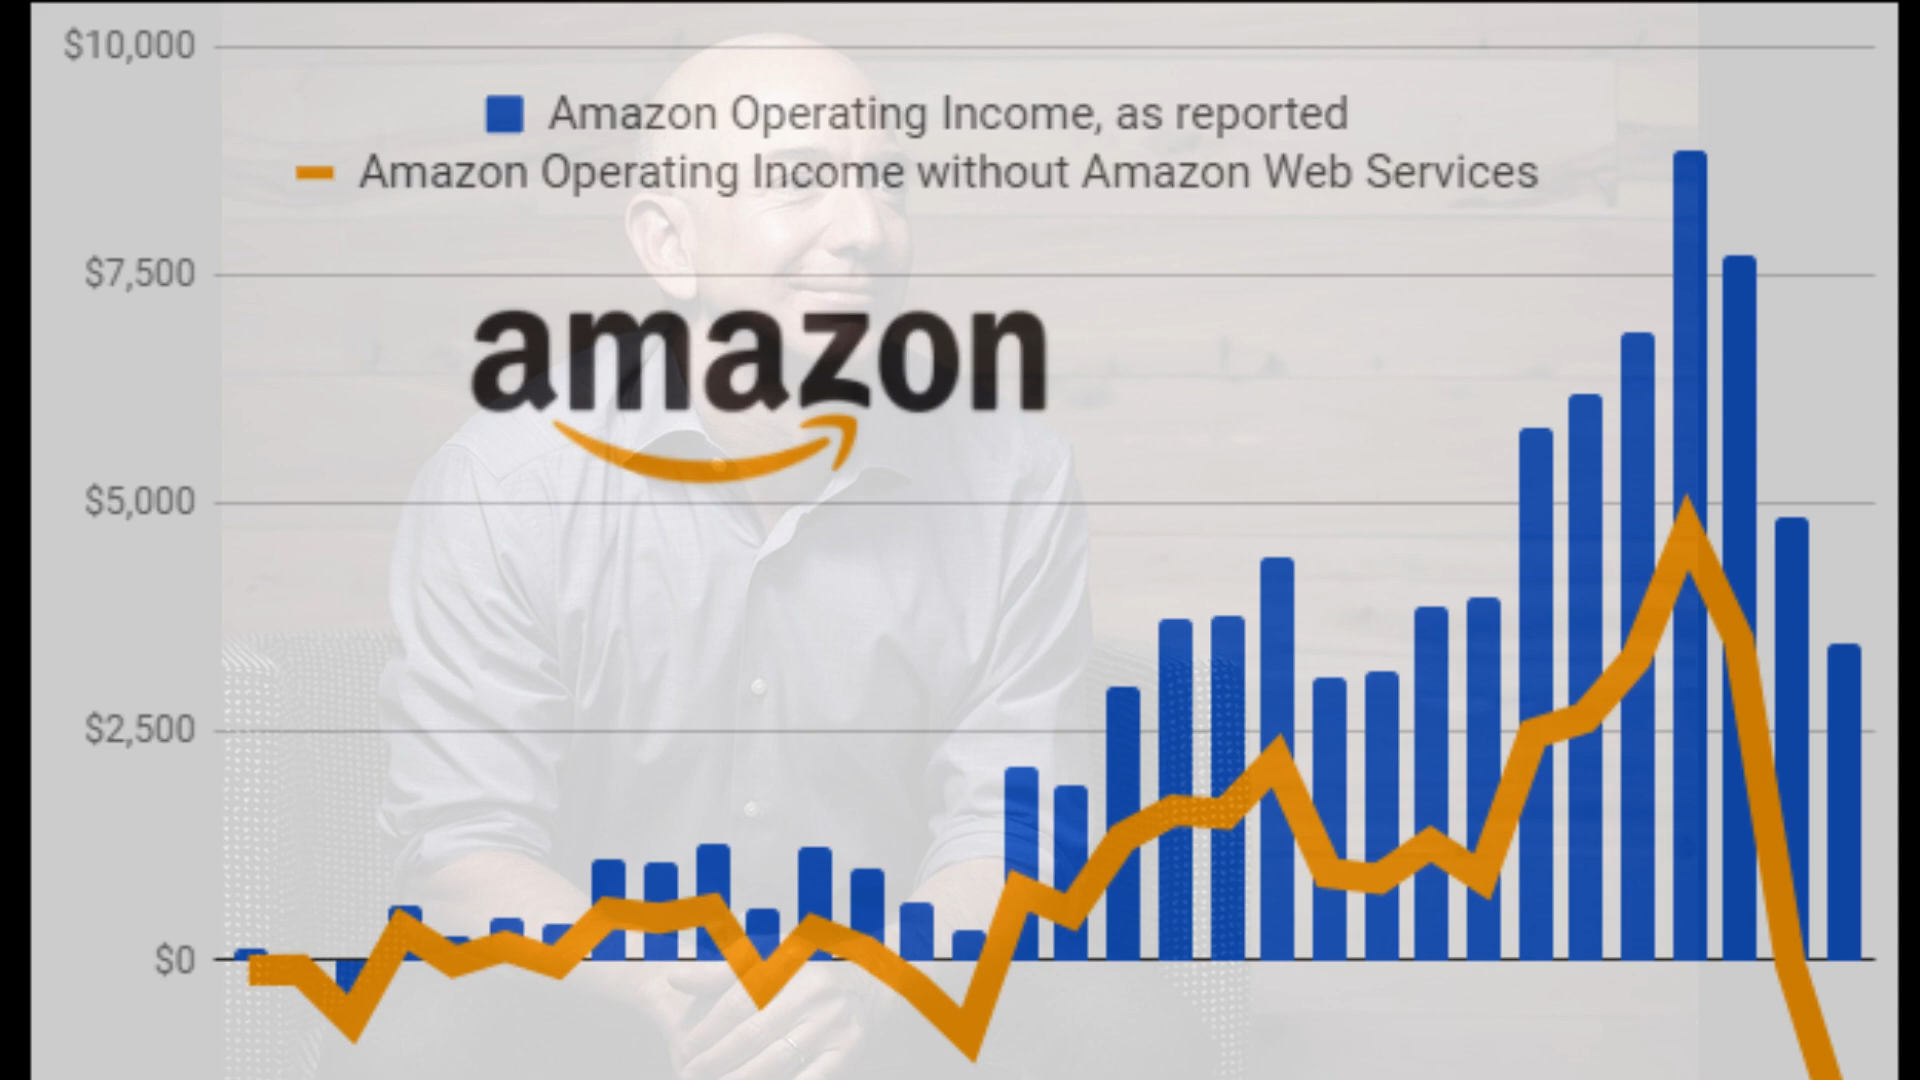 $10,000
Amazon Operating Income, as reported
Amazon Operating Income without Amazon Web Services
$7,500
amazon
$5,000
$2,500
$0